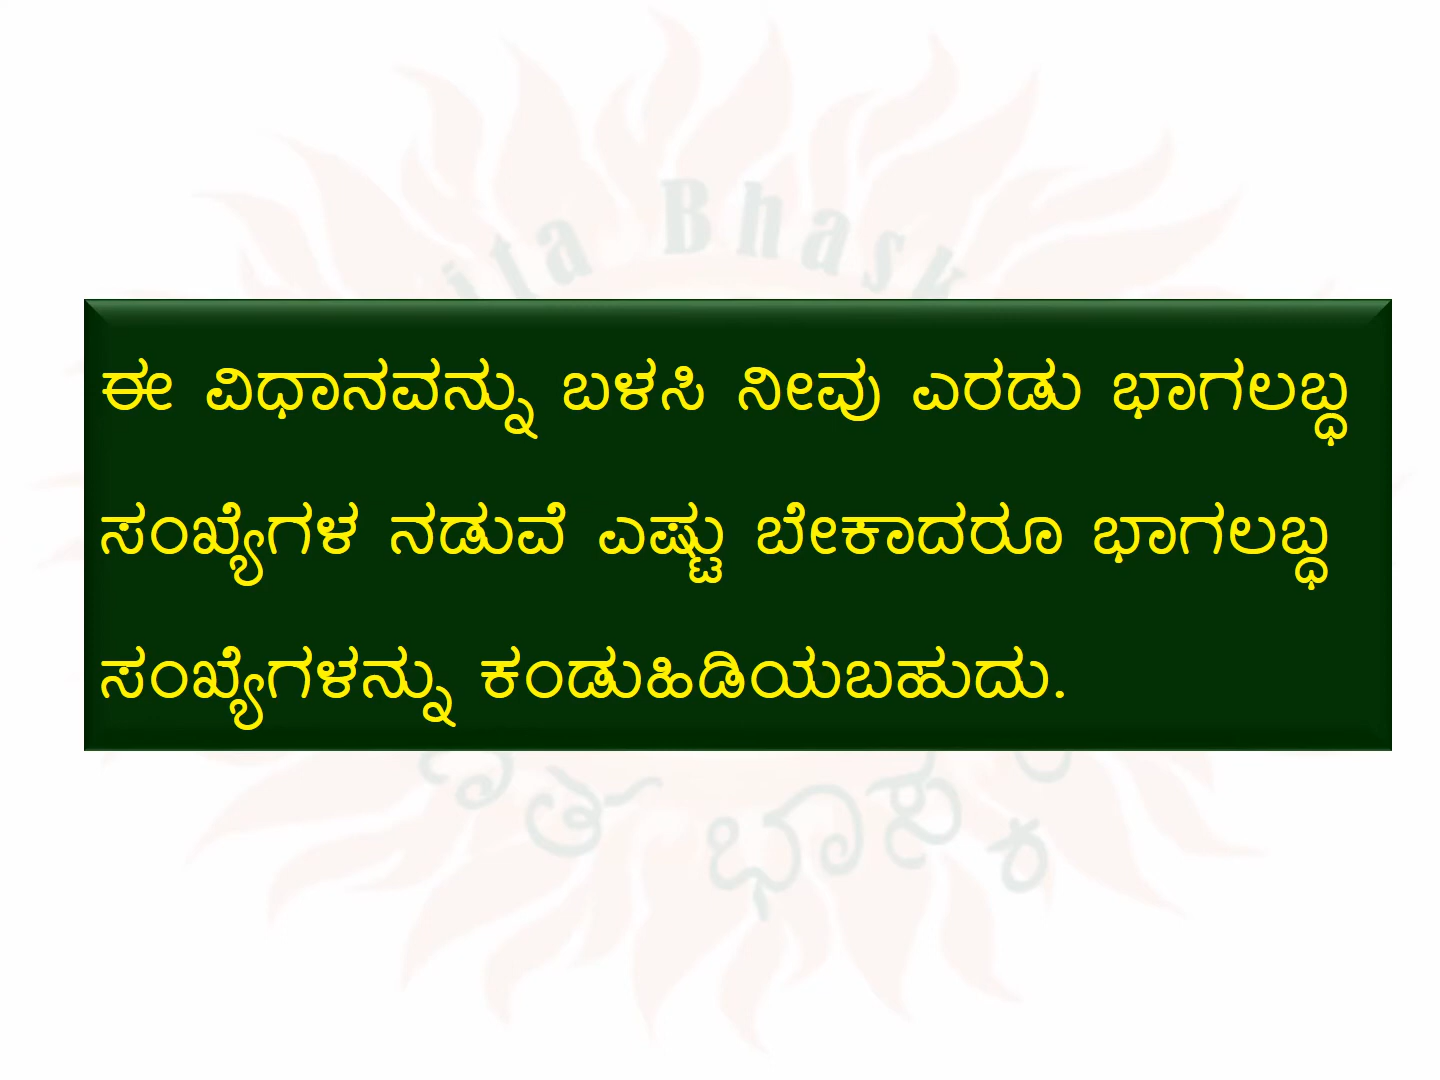 ಈ ವಿಧಾನವನ್ನು ಬಳಸಿ ನೀವು ಎರಡು ಭಾಗಲಬ್ಧ
ಸಂಖ್ಯೆಗಳ ನಡುವೆ ಎಷ್ಟು ಬೇಕಾದರೂ ಭಾಗಲಬ್ಧ
ಸಂಖ್ಯೆಗಳನ್ನು ಕಂಡುಹಿಡಿಯಬಹುದು.